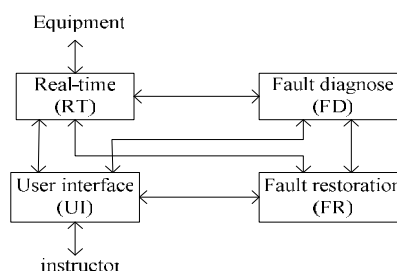 Equipment
Real-time
(RT)
Fault diagnose
(FD)
User interface
(UI)
Fault restoration
(FR)
instructor